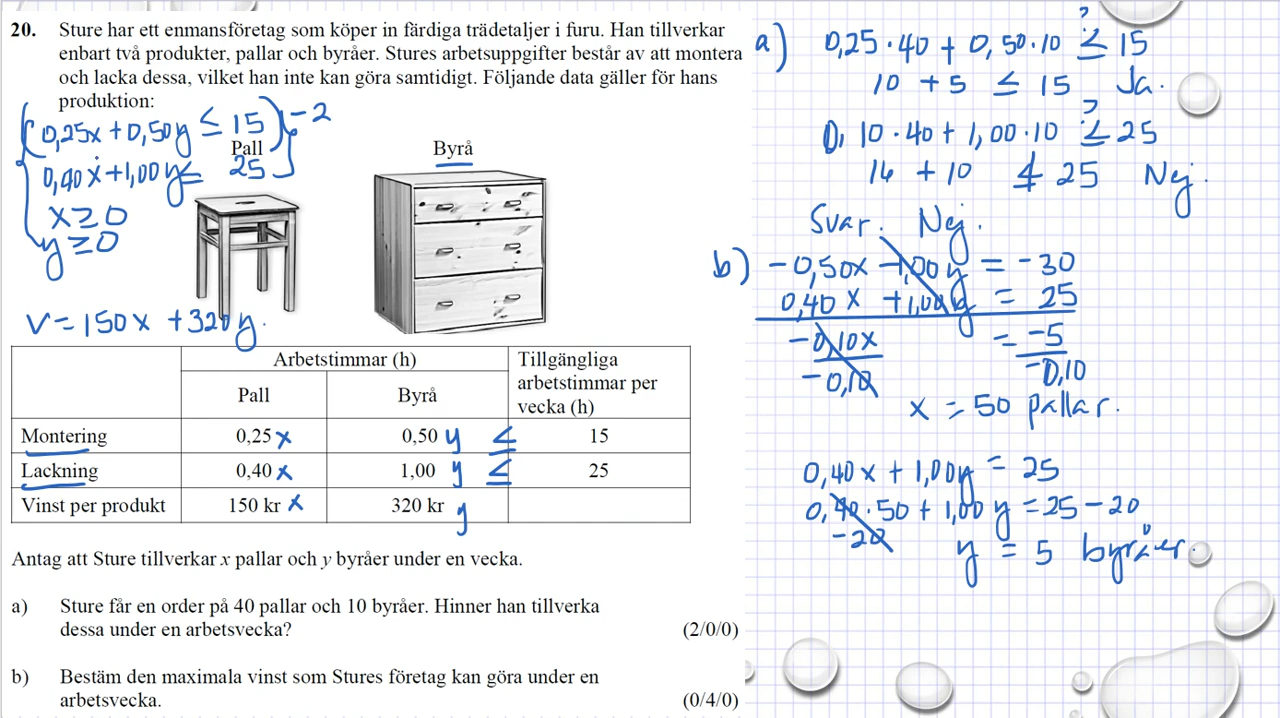 20. Sture har ett enmansföretag som köper in färdiga trädetaljer i furu. Han tillverkar
enbart två produkter, pallar och byråer. Stures arbetsuppgifter består av att montera
och lacka dessa, vilket han inte kan göra samtidigt. Följande data gäller för hans
produktion:
(0,25x + 0,50y ≤ 15) · -2
0,40x + 1,00y ≤ 25
x ≥ 0
y ≥ 0
Pall
Byrå
V = 150x + 320y.
Arbetstimmar (h) Tillgängliga arbetstimmar per vecka (h)
Pall Byrå
Montering 0,25 x 0,50 y ≤ 15
Lackning 0,40 x 1,00 y ≤ 25
Vinst per produkt 150 kr x 320 kr y
Antag att Sture tillverkar x pallar och y byråer under en vecka.
a) Sture får en order på 40 pallar och 10 byråer. Hinner han tillverka
dessa under en arbetsvecka? (2/0/0)
b) Bestäm den maximala vinst som Stures företag kan göra under en
arbetsvecka. (0/4/0)
a) 0,25·40 + 0,50·10 ≤? 15
10 + 5 ≤ 15 Ja.
0,40·40 + 1,00·10 ≤? 25
16 + 10 ≰ 25 Nej.
Svar: Nej.
b) -0,50x - 1,00y = -30
0,40x + 1,00y = 25
-0,10x = -5
-0,10 -0,10
x = 50 pallar.
0,40x + 1,00y = 25
0,40·50 + 1,00y = 25 - 20
-20
y = 5 byråer.